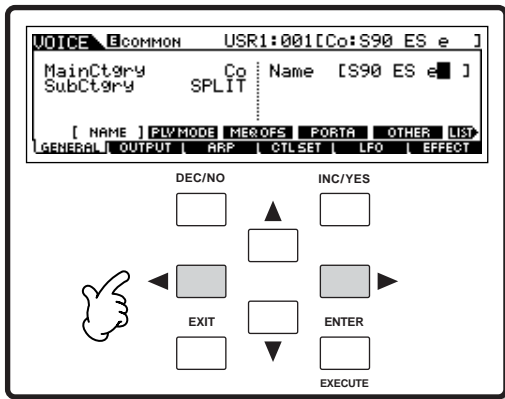 VOICE E COMMON USR1:001[Co:S90 ES e ]
MainCtgry Co Name [S90 ES e ]
SubCtgry SPLIT
[ NAME ] PLYMODE MEQOFS PORTA OTHER LIST
GENERAL OUTPUT ARP CTLSET LFO EFFECT
DEC/NO INC/YES
EXIT ENTER
EXECUTE